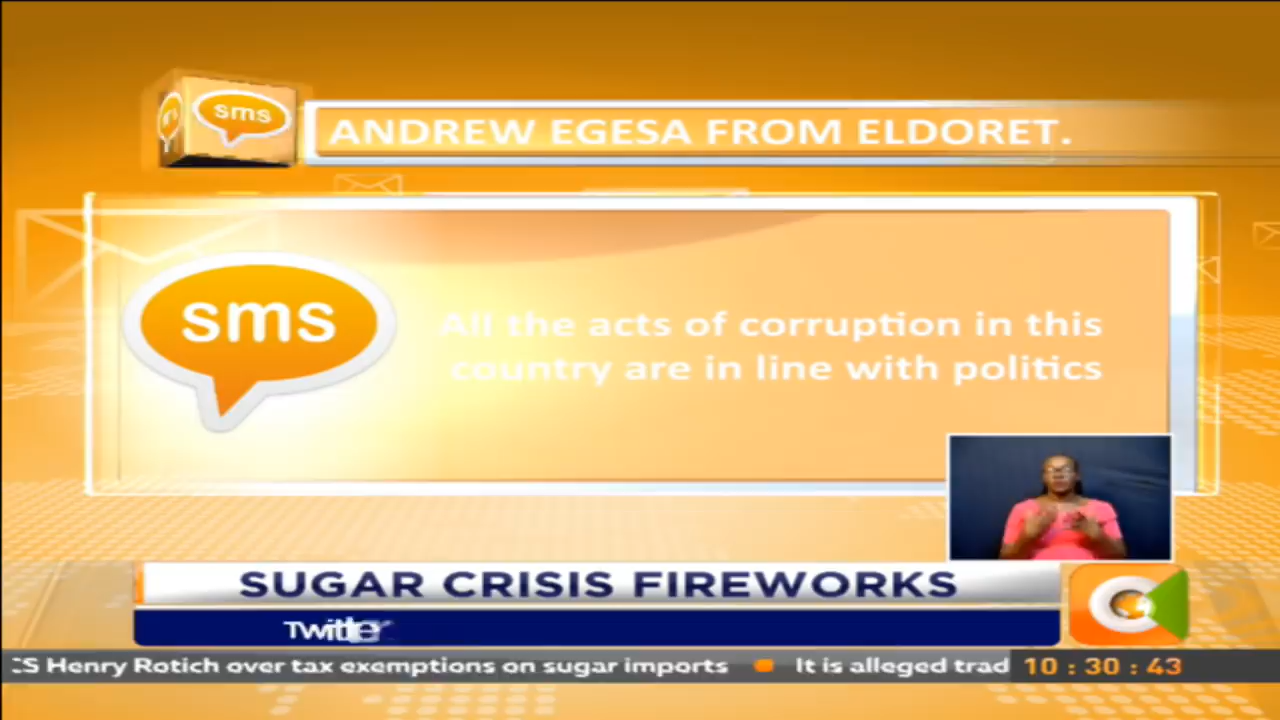 sms
ANDREW EGESA FROM ELDORET.
sms
All the acts of corruption in this
country are in line with politics
SUGAR CRISIS FIREWORKS
Twitter
CS Henry Rotich over tax exemptions on sugar imports
It is alleged trad
10:30:43